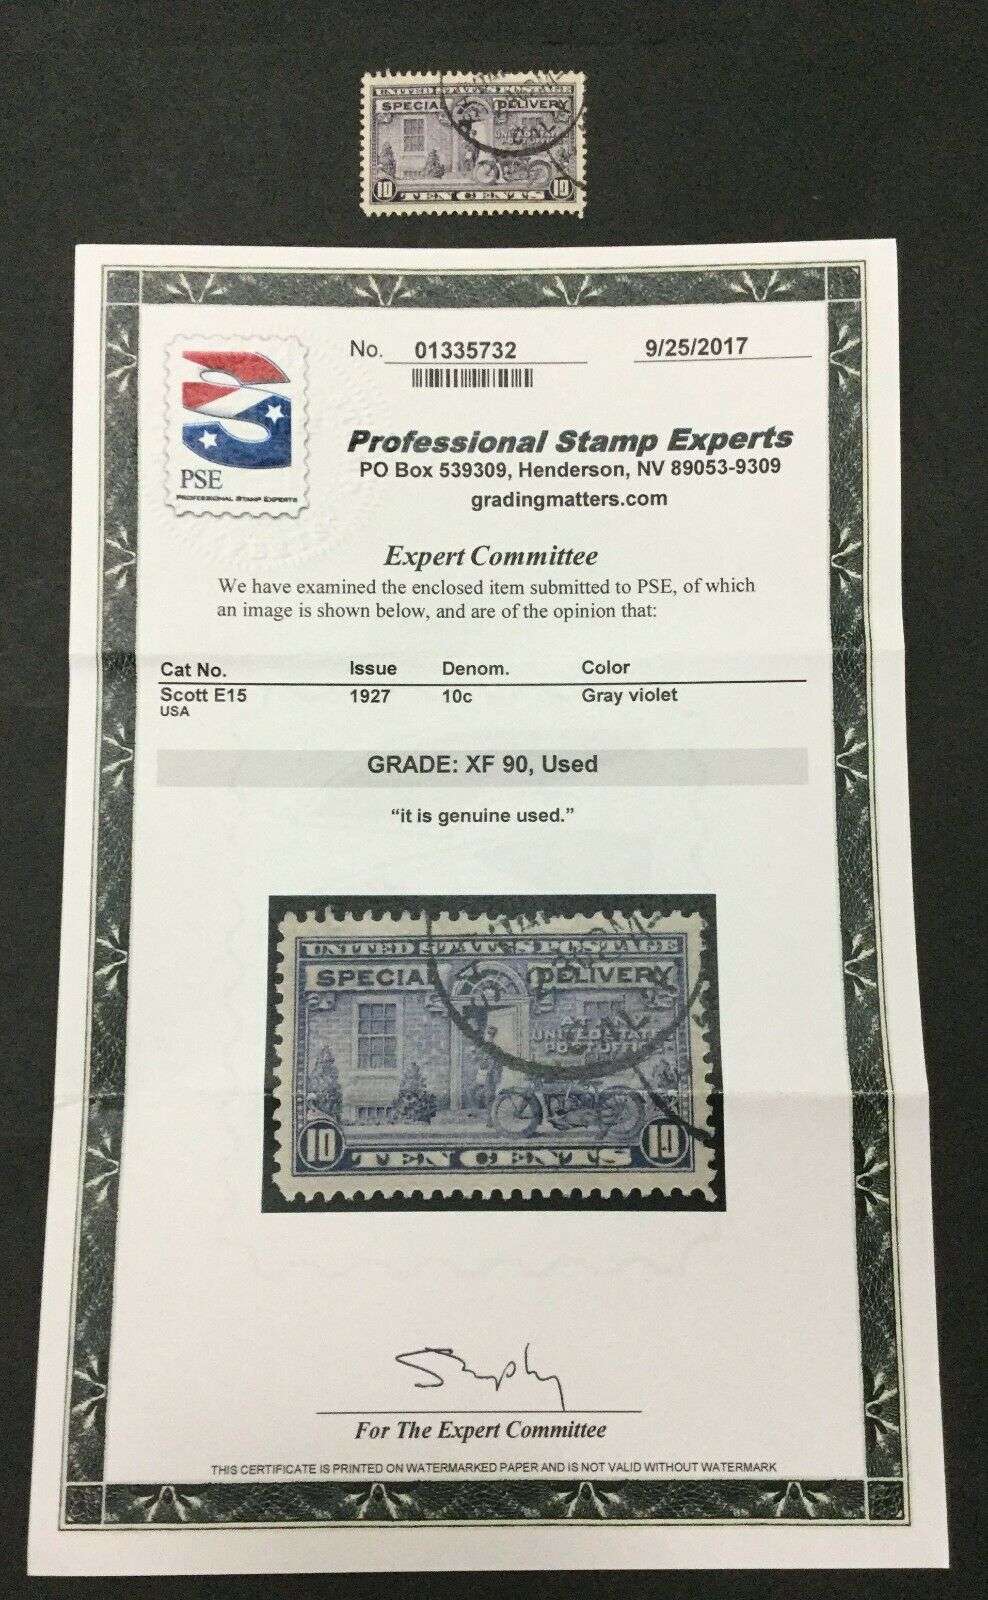 UNITED STATES POSTAGE
SPECIAL DELIVERY
10 TEN CENTS 10
No. 01335732 9/25/2017
PSE
PROFESSIONAL STAMP EXPERTS
Professional Stamp Experts
PO Box 539309, Henderson, NV 89053-9309
gradingmatters.com
Expert Committee
We have examined the enclosed item submitted to PSE, of which
an image is shown below, and are of the opinion that:
Cat No. Issue Denom. Color
Scott E15 1927 10c Gray violet
USA
GRADE: XF 90, Used
“it is genuine used.”
UNITED STATES POSTAGE
SPECIAL DELIVERY
AT ANY
UNITED STATES
POST OFFICE
10 TEN CENTS 10
For The Expert Committee
THIS CERTIFICATE IS PRINTED ON WATERMARKED PAPER AND IS NOT VALID WITHOUT WATERMARK